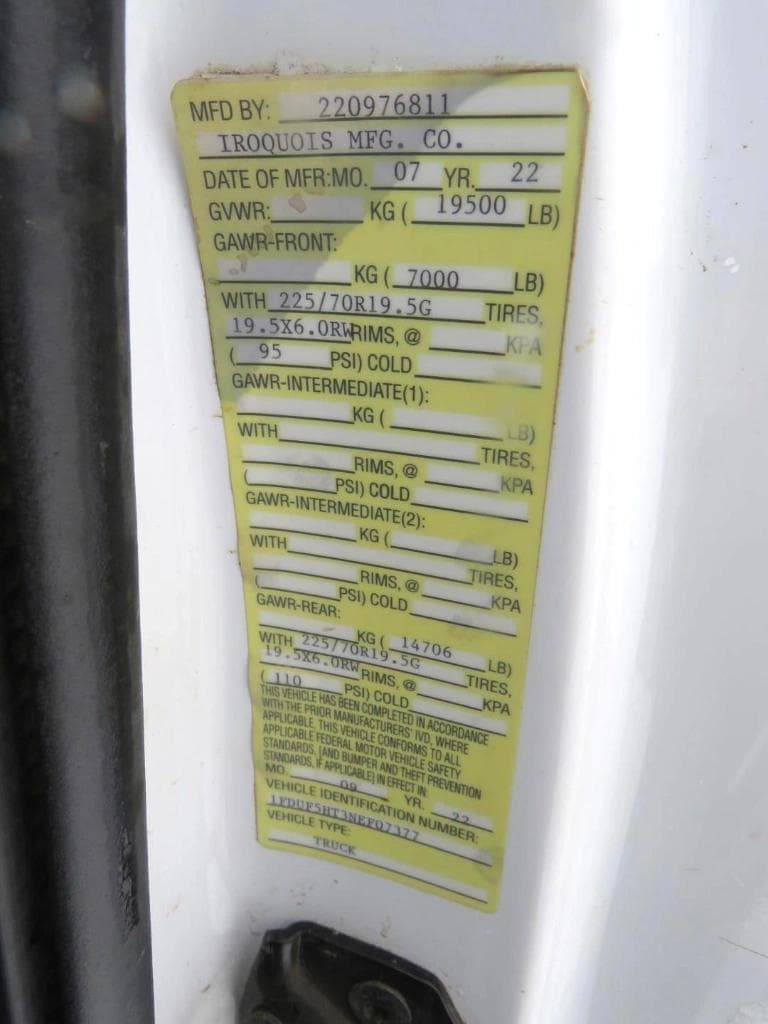 MFD BY: 220976811
IROQUOIS MFG. CO.
DATE OF MFR:MO. 07 YR. 22
GVWR: KG ( 19500 LB)
GAWR-FRONT:
KG ( 7000 LB)
WITH 225/70R19.5G TIRES,
19.5X6.0RW RIMS, @ KPA
( 95 PSI) COLD
GAWR-INTERMEDIATE(1):
KG ( LB)
WITH TIRES,
RIMS, @ KPA
( PSI) COLD
GAWR-INTERMEDIATE(2):
KG ( LB)
WITH TIRES,
RIMS, @ KPA
( PSI) COLD
GAWR-REAR:
KG ( 14706 LB)
WITH 225/70R19.5G TIRES,
19.5X6.0RW RIMS, @ KPA
( 110 PSI) COLD
THIS VEHICLE HAS BEEN COMPLETED IN ACCORDANCE
WITH THE PRIOR MANUFACTURERS' IVD, WHERE
APPLICABLE. THIS VEHICLE CONFORMS TO ALL
APPLICABLE FEDERAL MOTOR VEHICLE SAFETY
STANDARDS, (AND BUMPER AND THEFT PREVENTION
STANDARDS, IF APPLICABLE) IN EFFECT IN:
MO. 09 YR. 22
VEHICLE IDENTIFICATION NUMBER:
1FDUF5HT3NEF07377
VEHICLE TYPE:
TRUCK